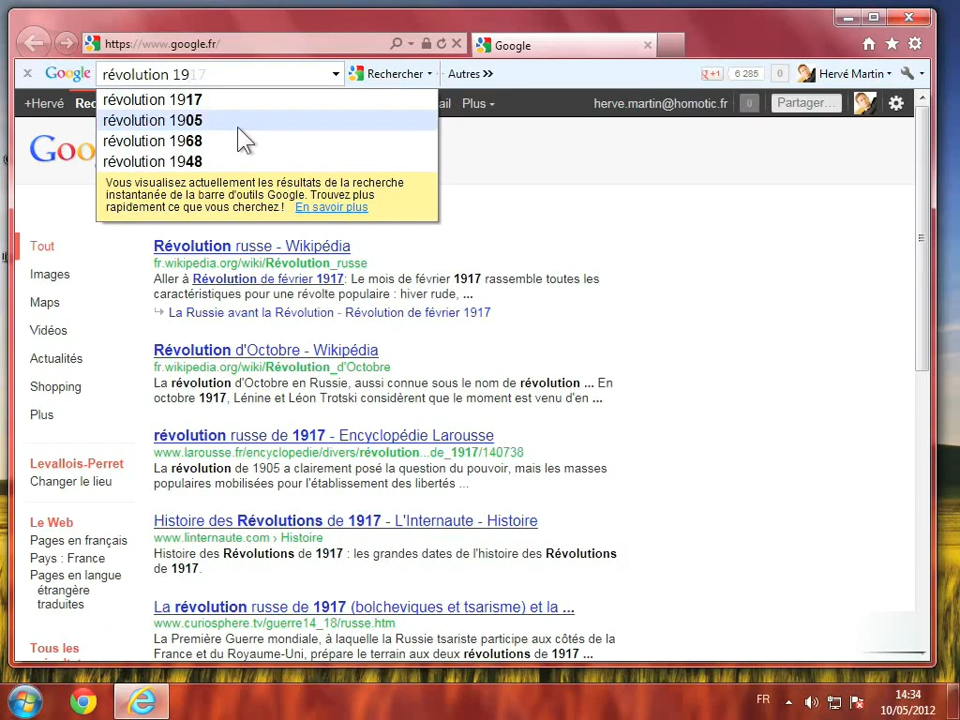 https://www.google.fr/
Google
Google
révolution 1917
Rechercher
Autres »
+1
6 285
Hervé Martin
révolution 1917
révolution 1905
révolution 1968
révolution 1948
Vous visualisez actuellement les résultats de la recherche
instantanée de la barre d'outils Google. Trouvez plus
rapidement ce que vous cherchez ! En savoir plus
+Hervé
Rec
ail
Plus
herve.martin@homotic.fr
0
Partager…
Goo
Tout
Images
Maps
Vidéos
Actualités
Shopping
Plus
Levallois-Perret
Changer le lieu
Le Web
Pages en français
Pays : France
Pages en langue
étrangère
traduites
Tous les
Révolution russe - Wikipédia
fr.wikipedia.org/wiki/Révolution_russe
Aller à Révolution de février 1917: Le mois de février 1917 rassemble toutes les
caractéristiques pour une révolte populaire : hiver rude, ...
La Russie avant la Révolution - Révolution de février 1917
Révolution d'Octobre - Wikipédia
fr.wikipedia.org/wiki/Révolution_d'Octobre
La révolution d'Octobre en Russie, aussi connue sous le nom de révolution ... En
octobre 1917, Lénine et Léon Trotski considèrent que le moment est venu d'en ...
révolution russe de 1917 - Encyclopédie Larousse
www.larousse.fr/encyclopedie/divers/révolution...de_1917/140738
La révolution de 1905 a clairement posé la question du pouvoir, mais les masses
populaires mobilisées pour l'établissement des libertés ...
Histoire des Révolutions de 1917 - L'Internaute - Histoire
www.linternaute.com › Histoire
Histoire des Révolutions de 1917 : les grandes dates de l'histoire des Révolutions
de 1917.
La révolution russe de 1917 (bolcheviques et tsarisme) et la ...
www.curiosphere.tv/guerre14_18/russe.htm
La Première Guerre mondiale, à laquelle la Russie tsariste participe aux côtés de la
France et du Royaume-Uni, prépare le terrain aux deux révolutions de 1917 ...
FR
14:34
10/05/2012